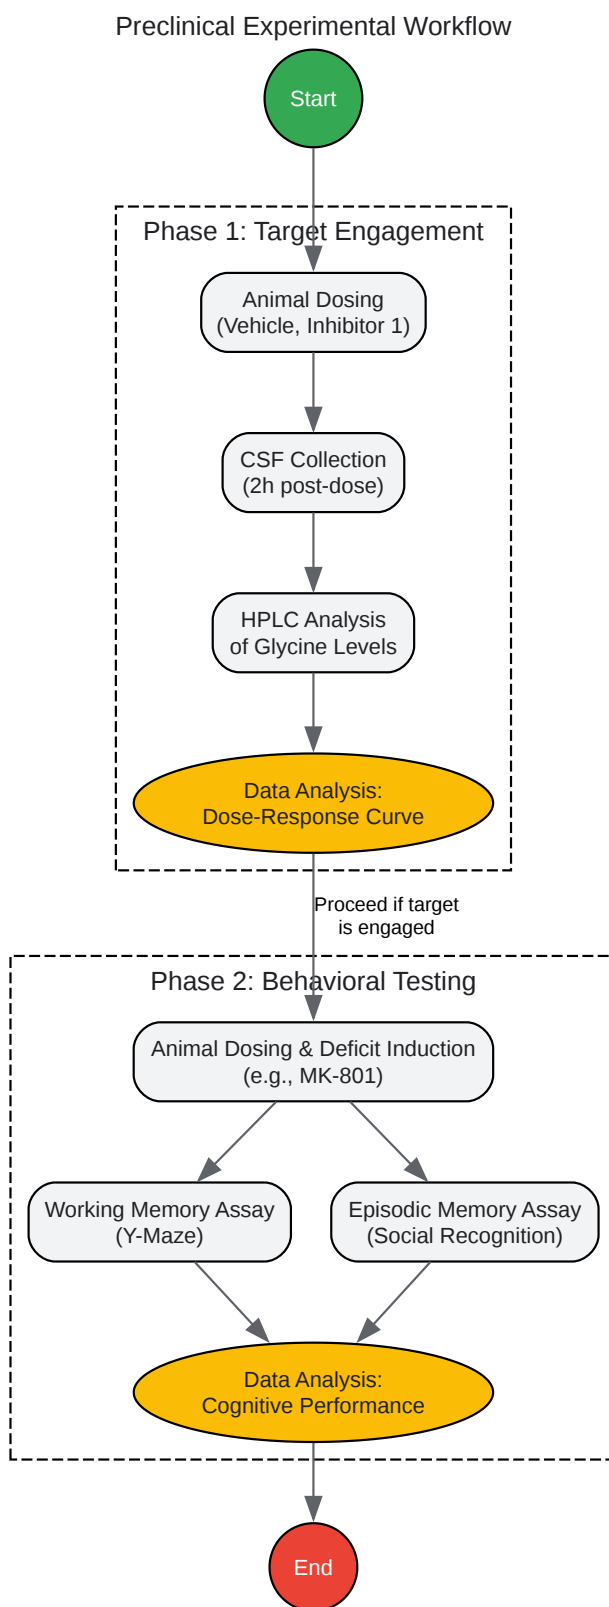 Preclinical Experimental Workflow
Start
Phase 1: Target Engagement
Animal Dosing
(Vehicle, Inhibitor 1)
CSF Collection
(2h post-dose)
HPLC Analysis
of Glycine Levels
Data Analysis:
Dose-Response Curve
Proceed if target
is engaged
Phase 2: Behavioral Testing
Animal Dosing & Deficit Induction
(e.g., MK-801)
Working Memory Assay
(Y-Maze)
Episodic Memory Assay
(Social Recognition)
Data Analysis:
Cognitive Performance
End